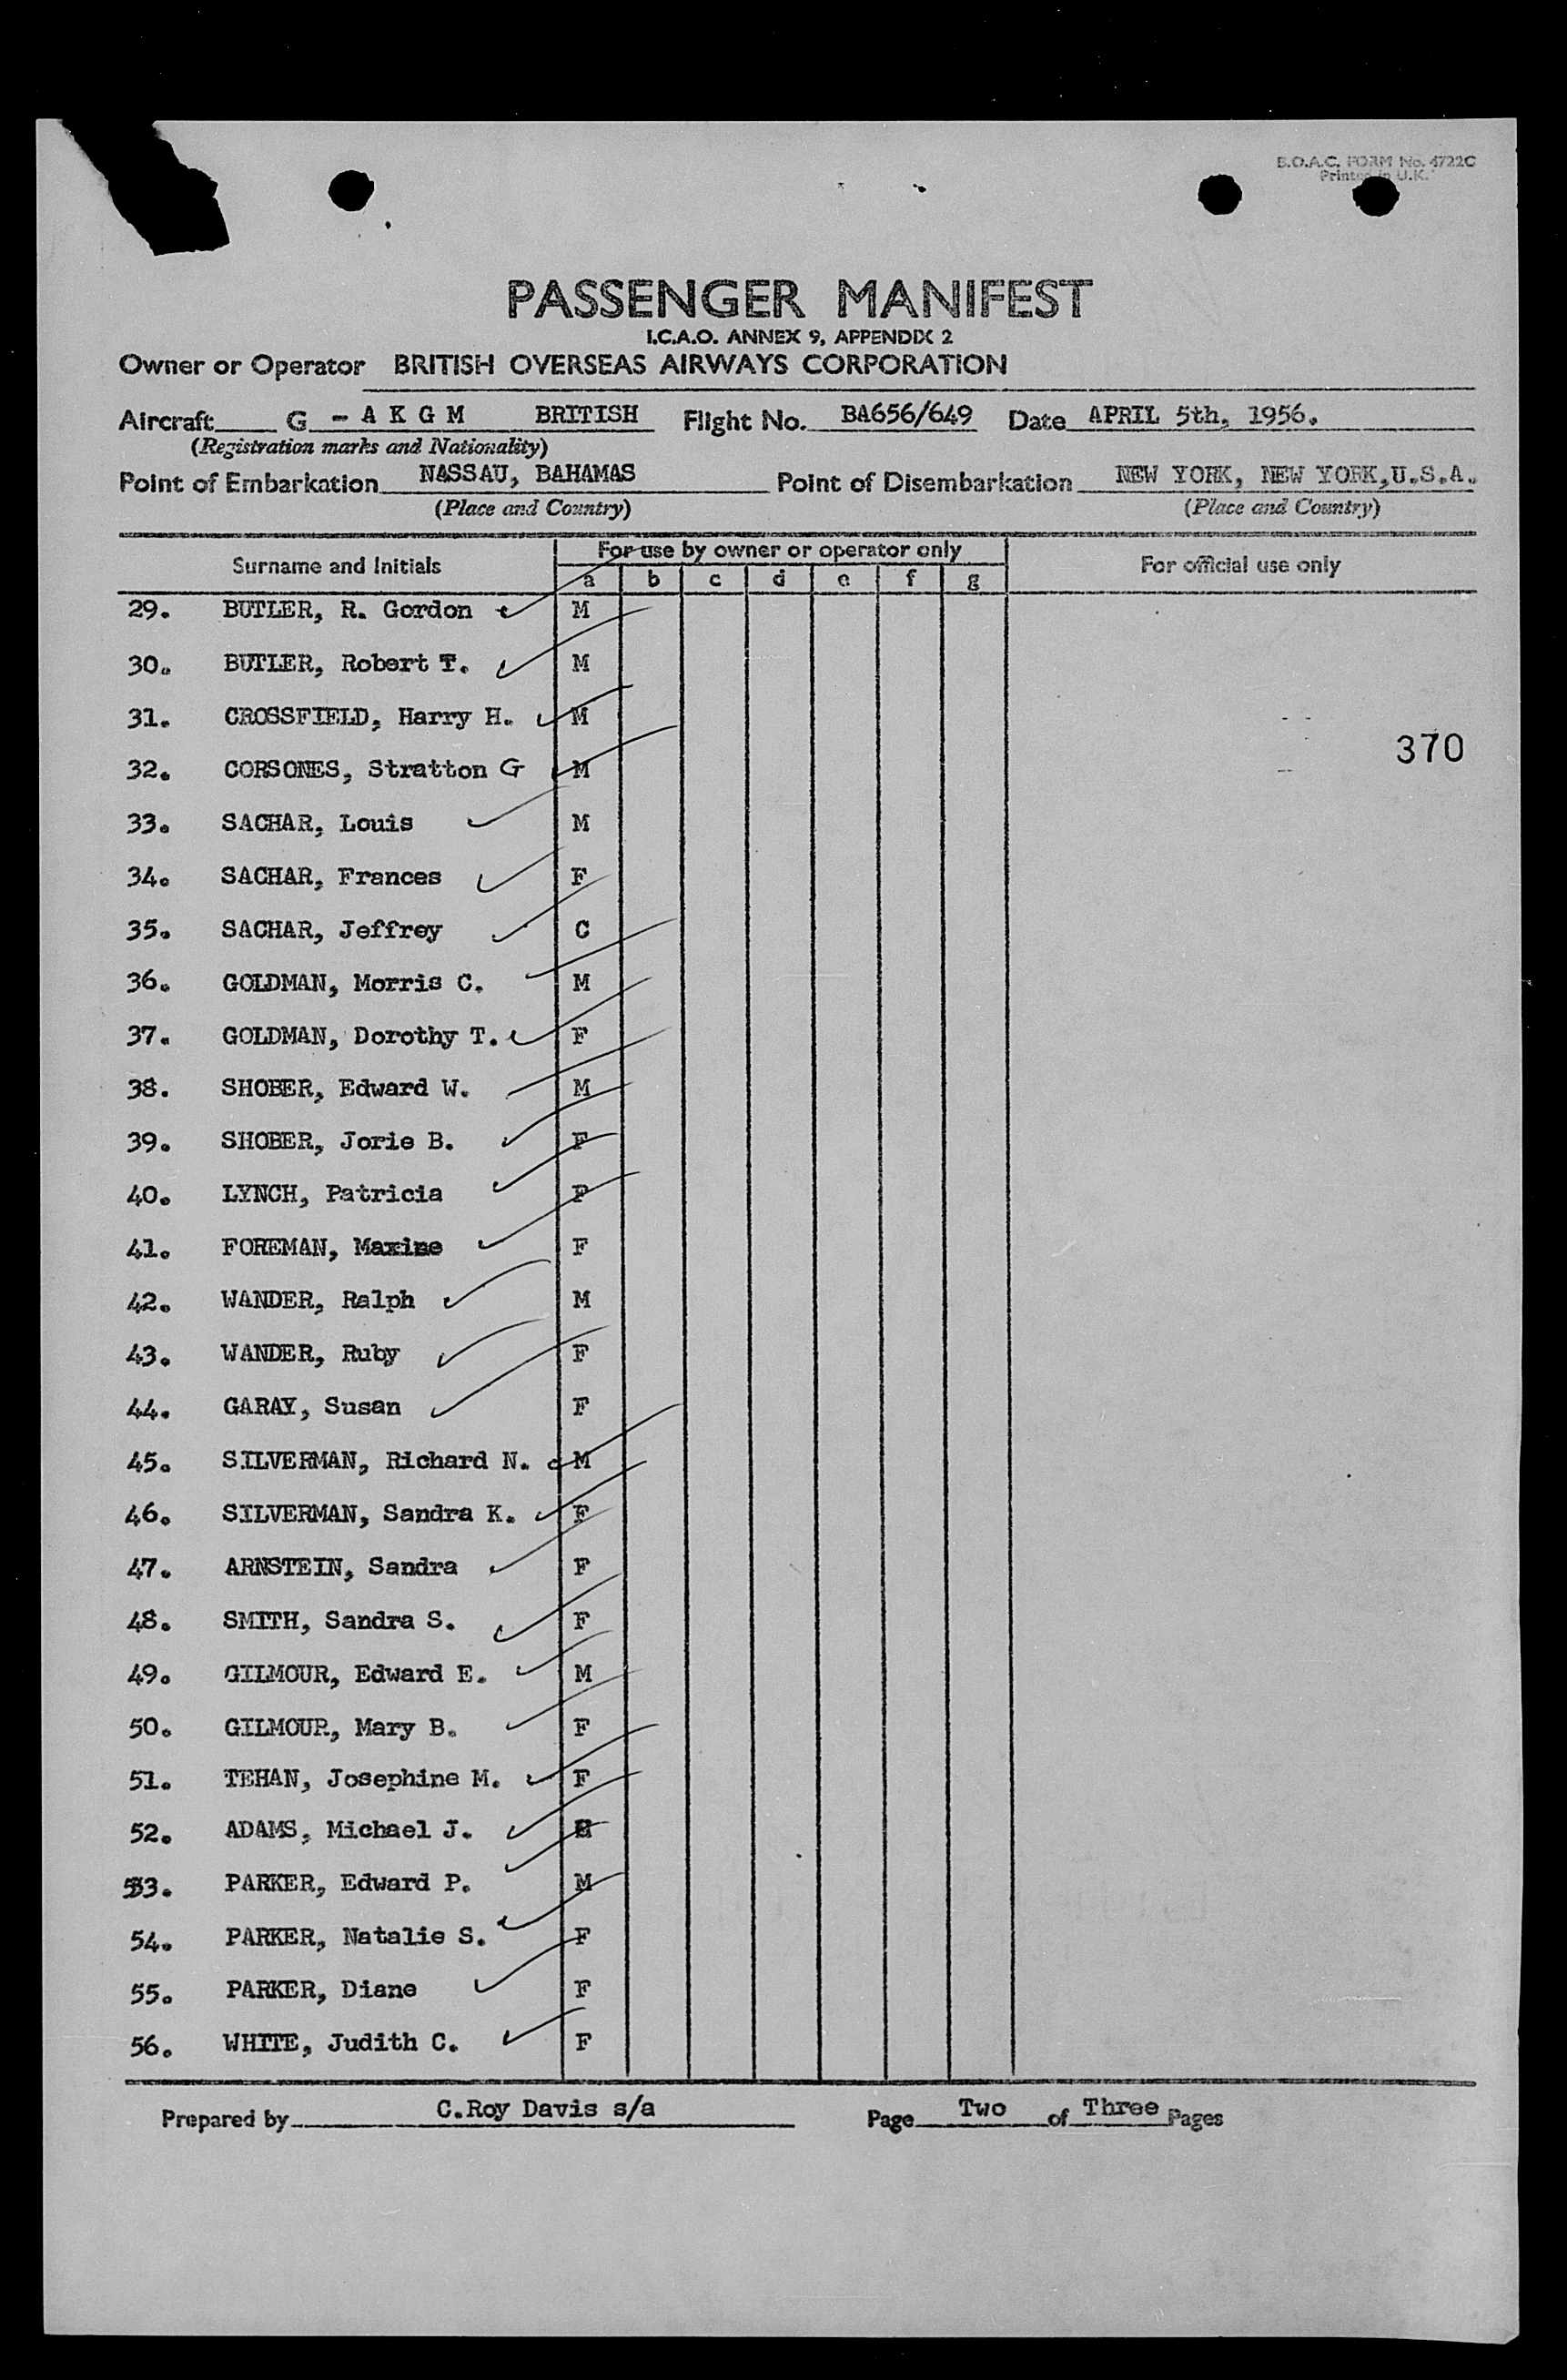 B.O.A.C. FORM No. 4722C
Printed in U.K.
PASSENGER MANIFEST
I.C.A.O. ANNEX 9, APPENDIX 2
Owner or Operator BRITISH OVERSEAS AIRWAYS CORPORATION
Aircraft G - A K G M BRITISH Flight No. BA656/649 Date APRIL 5th, 1956.
(Registration marks and Nationality)
Point of Embarkation NASSAU, BAHAMAS Point of Disembarkation NEW YORK, NEW YORK,U.S.A.
(Place and Country) (Place and Country)
For use by owner or operator only
Surname and Initials For official use only
a b c d e f g
29. BUTLER, R. Gordon M
30. BUTLER, Robert T. M
31. CROSSFIELD, Harry H. M
370
32. CORSONES, Stratton G M
33. SACHAR, Louis M
34. SACHAR, Frances F
35. SACHAR, Jeffrey C
36. GOLDMAN, Morris C. M
37. GOLDMAN, Dorothy T. F
38. SHOBER, Edward W. M
39. SHOBER, Jorie B. F
40. LYNCH, Patricia F
41. FOREMAN, Maxine F
42. WANDER, Ralph M
43. WANDER, Ruby F
44. GARAY, Susan F
45. SILVERMAN, Richard N. M
46. SILVERMAN, Sandra K. F
47. ARNSTEIN, Sandra F
48. SMITH, Sandra S. F
49. GILMOUR, Edward E. M
50. GILMOUR, Mary B. F
51. TEHAN, Josephine M. F
52. ADAMS, Michael J.
53. PARKER, Edward P. M
54. PARKER, Natalie S. F
55. PARKER, Diane F
56. WHITE, Judith C. F
Prepared by C.Roy Davis s/a Page Two of Three Pages